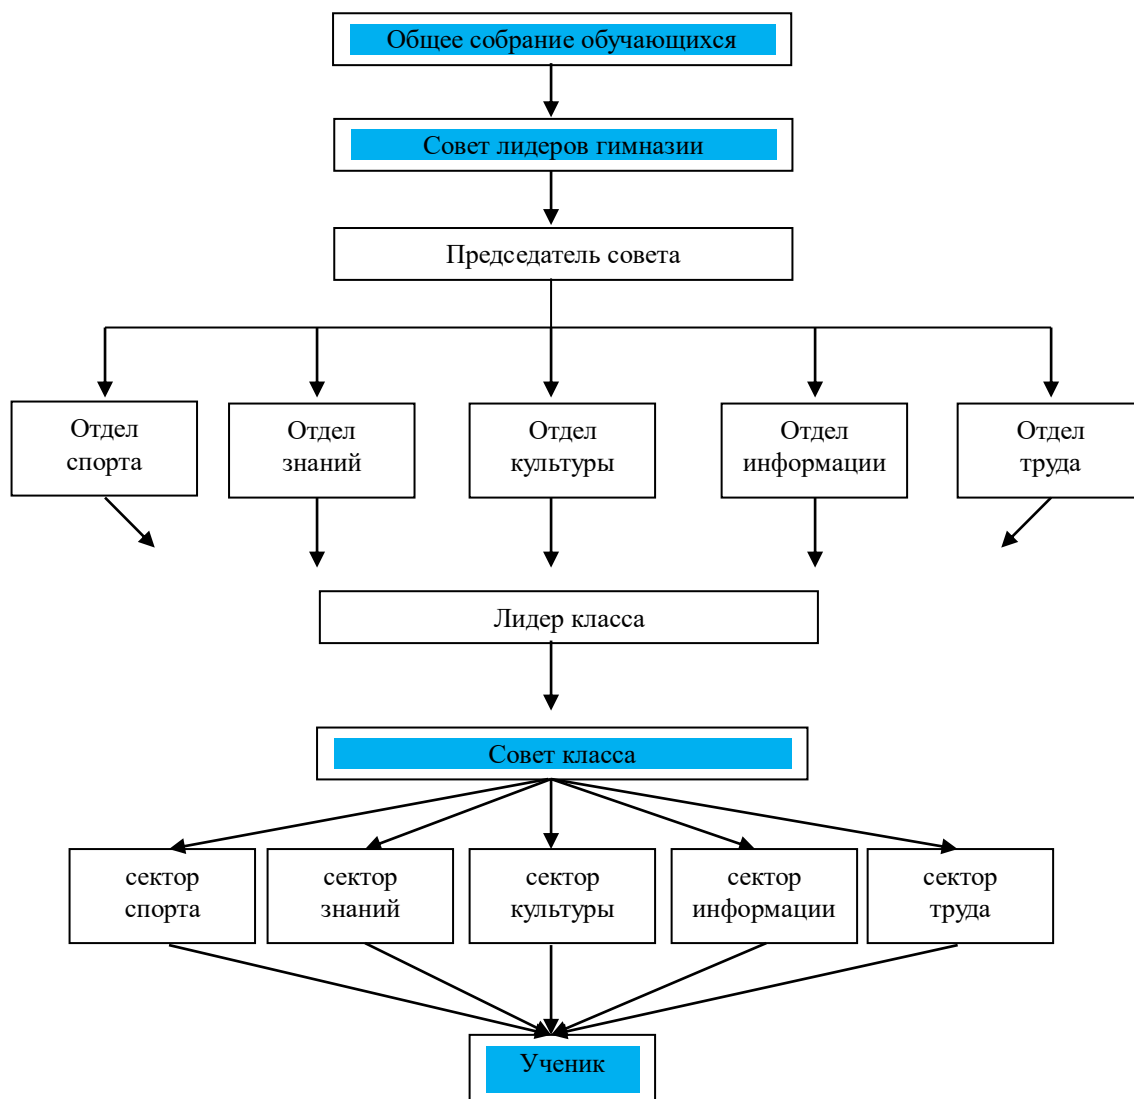 Общее собрание обучающихся
Совет лидеров гимназии
Председатель совета
Отдел
спорта
Отдел
знаний
Отдел
культуры
Отдел
информации
Отдел
труда
Лидер класса
Совет класса
сектор
спорта
сектор
знаний
сектор
культуры
сектор
информации
сектор
труда
Ученик